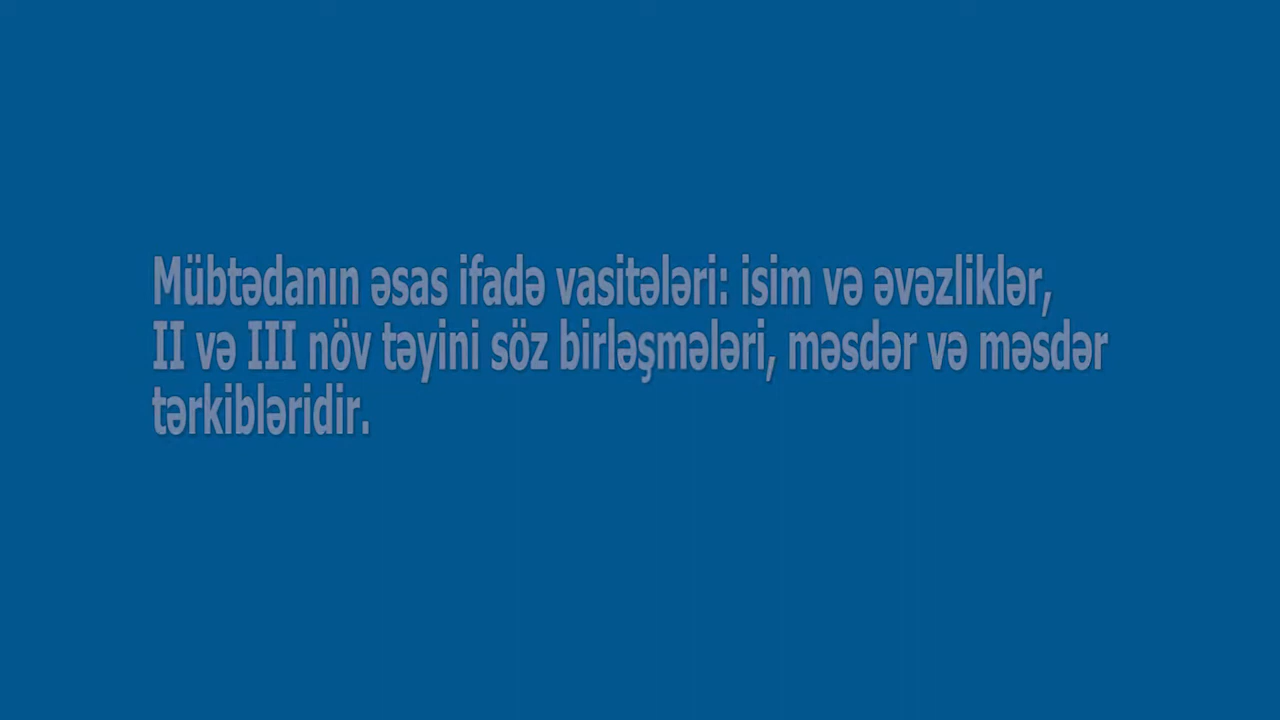 Mübtədanın əsas ifadə vasitələri: isim və əvəzliklər,
II və III növ təyini söz birləşmələri, məsdər və məsdər
tərkibləridir.